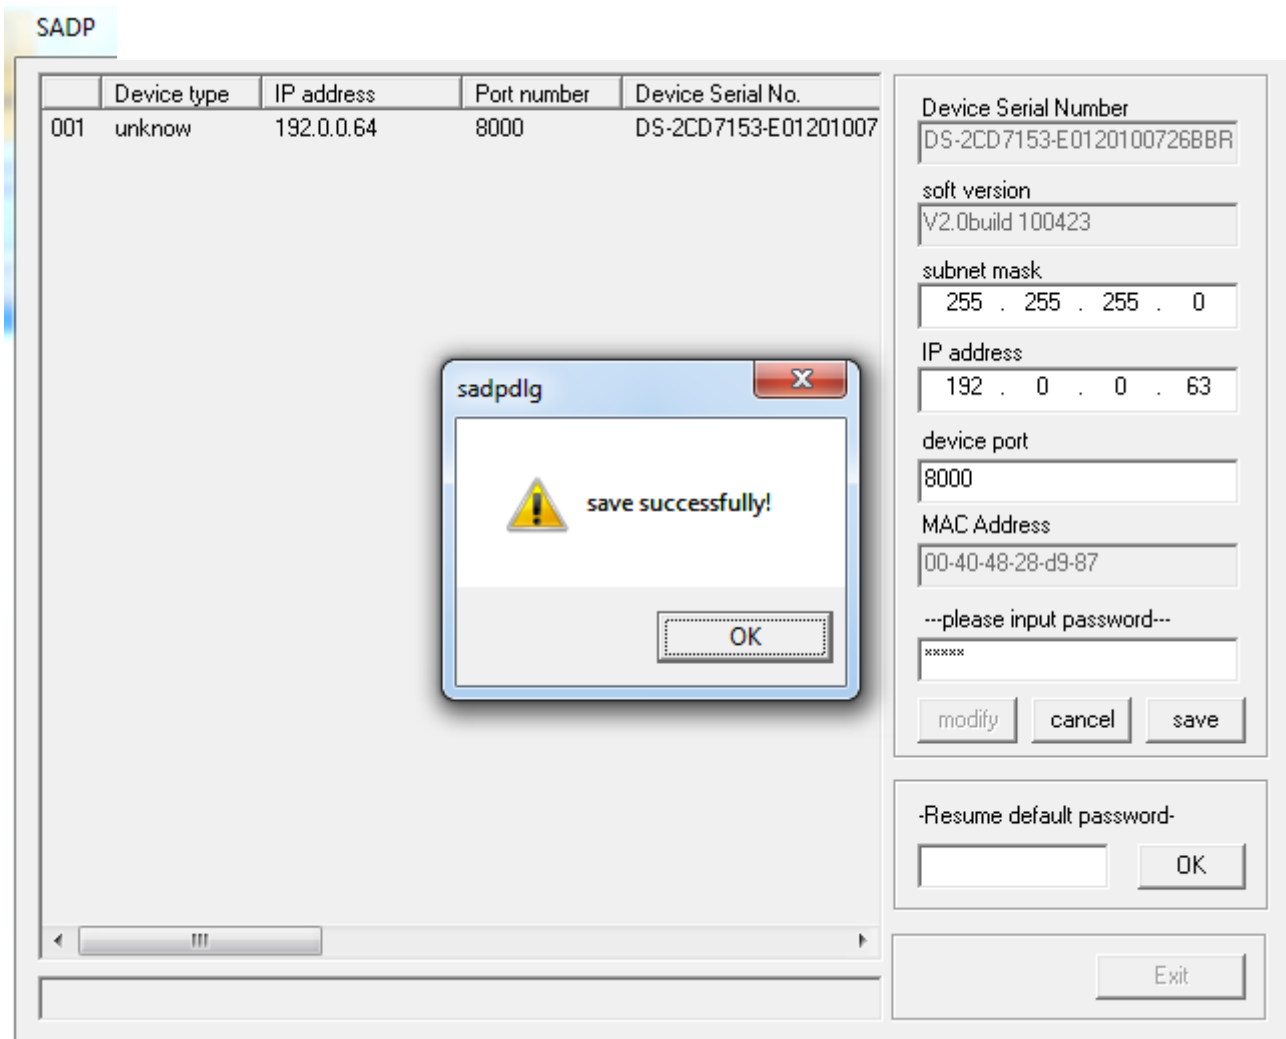 SADP
Device type IP address Port number Device Serial No.
001 unknow 192.0.0.64 8000 DS-2CD7153-E01201007
Device Serial Number
DS-2CD7153-E0120100726BBR
soft version
V2.0build 100423
subnet mask
255 . 255 . 255 . 0
IP address
192 . 0 . 0 . 63
device port
8000
MAC Address
00-40-48-28-d9-87
---please input password---
*****
modify cancel save
-Resume default password-
OK
Exit
sadpdlg
save successfully!
OK